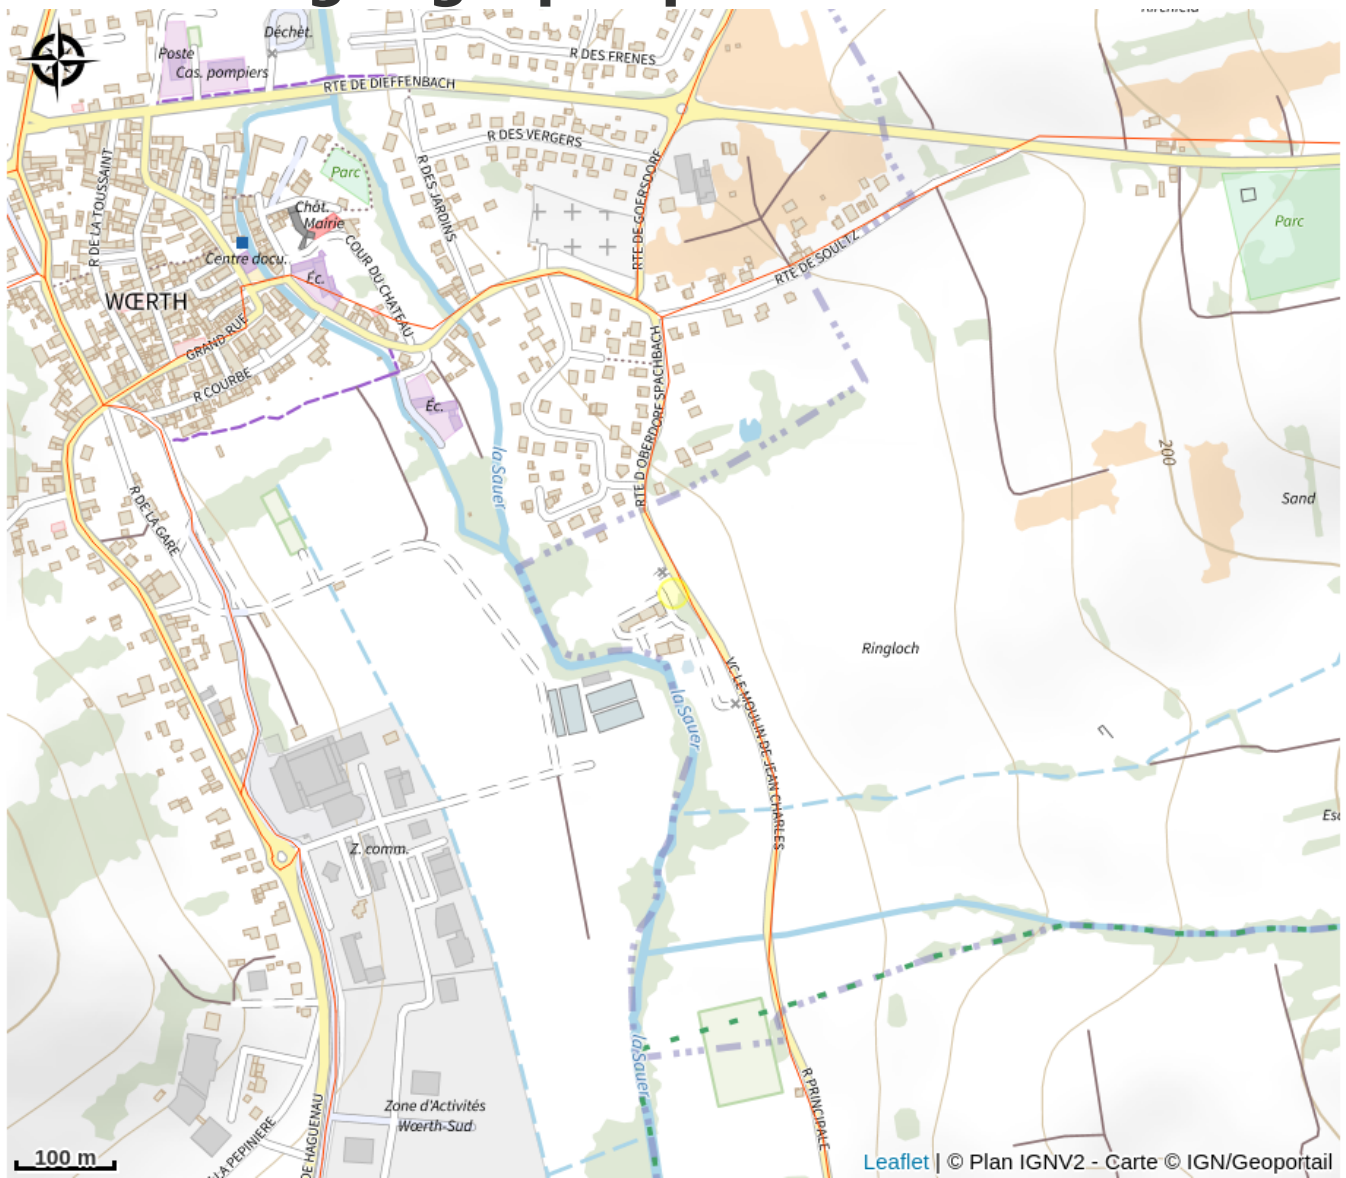 Déchèt.
Poste
Cas. pompiers
R DES FRENES
RTE DE DIEFFENBACH
R DES VERGERS
R DE LA TOUSSAINT
Parc
R DES JARDINS
RTE DE GOERSDORF
Chât.
Mairie
Parc
Centre docu.
COUR DU CHATEAU
RTE DE SOULTZ
Éc.
WŒRTH
GRAND RUE
R COURBE
RTE D OBERDORF SPACHBACH
Éc.
200
la Sauer
Sand
R DE LA GARE
Ringloch
la Sauer
VC LE MOULIN DE JEAN CHARLES
Z. comm.
la Sauer
Zone d'Activités
Wœrth-Sud
R PRINCIPALE
LA PEPINIERE
DE HAGUENAU
100 m
Leaflet | © Plan IGNV2 - Carte © IGN/Geoportail